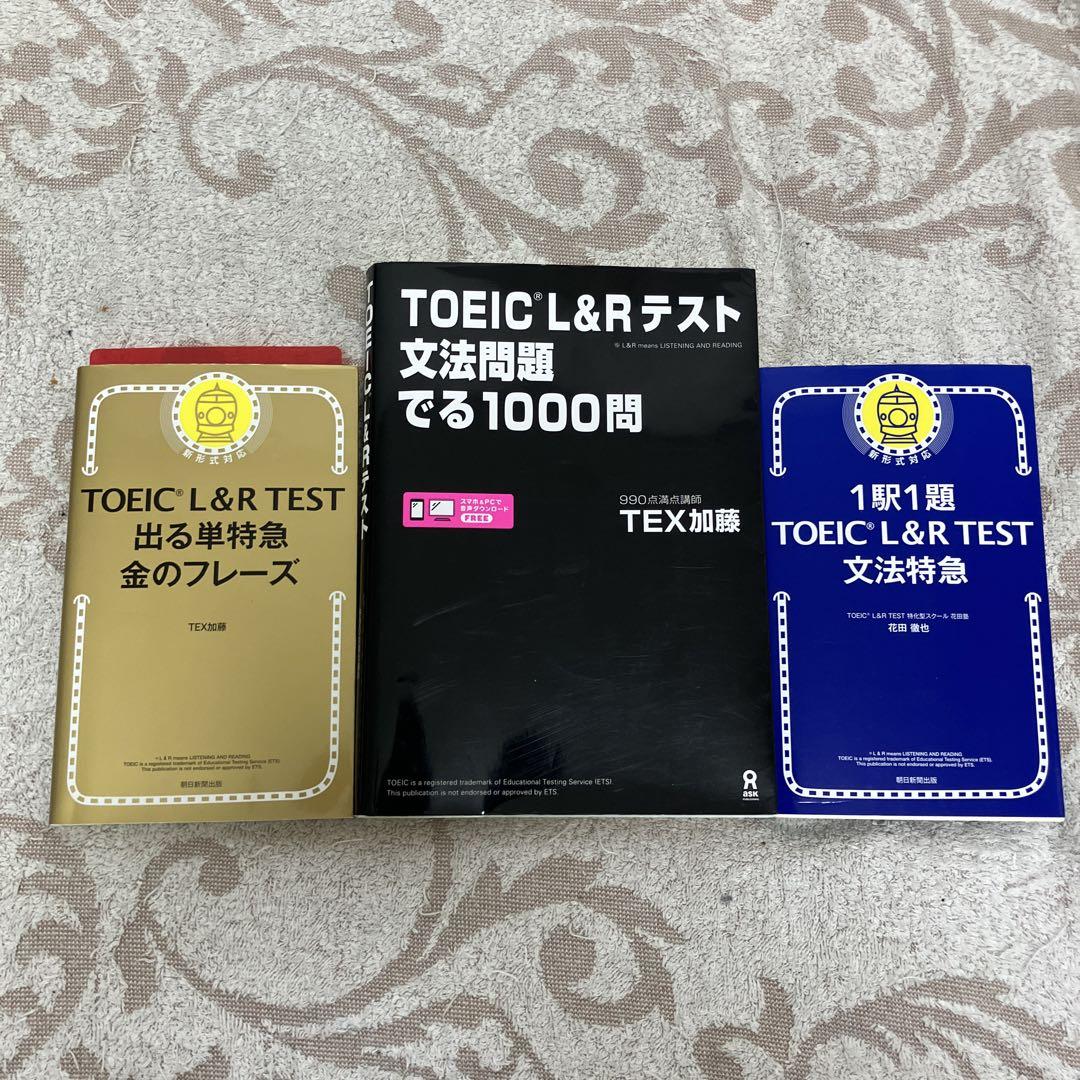 新形式対応
TOEIC® L&R TEST
出る単特急
金のフレーズ
TEX加藤
※L & R means LISTENING AND READING
TOEIC is a registered trademark of Educational Testing Service (ETS).
This publication is not endorsed or approved by ETS.
朝日新聞出版
TOEIC® L&Rテスト
※ L&R means LISTENING AND READING
文法問題
でる1000問
スマホ&PCで
音声ダウンロード
FREE
990点満点講師
TEX加藤
TOEIC is a registered trademark of Educational Testing Service (ETS).
This publication is not endorsed or approved by ETS.
ask
PUBLISHING
新形式対応
1駅1題
TOEIC® L&R TEST
文法特急
TOEIC® L&R TEST 特化型スクール 花田塾
花田 徹也
※L & R means LISTENING AND READING
TOEIC is a registered trademark of Educational Testing Service (ETS).
This publication is not endorsed or approved by ETS.
朝日新聞出版